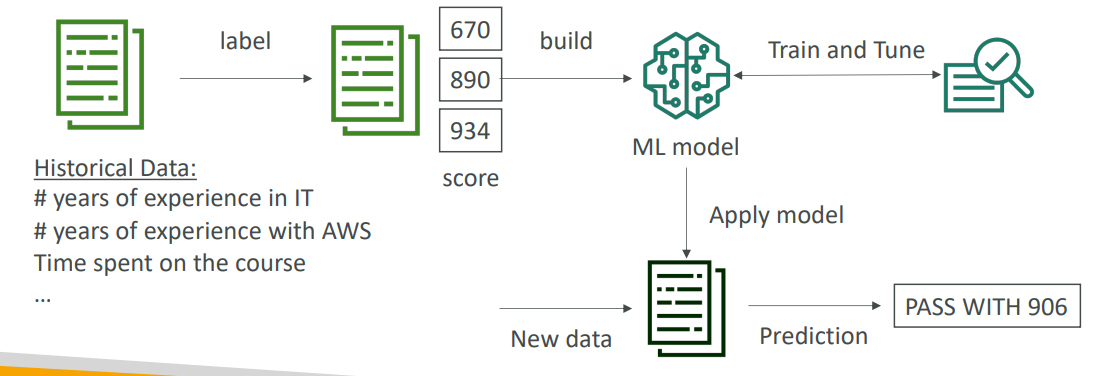 label
670
890
934
score
build
Train and Tune
ML model
Historical Data:
# years of experience in IT
# years of experience with AWS
Time spent on the course
...
Apply model
New data
Prediction
PASS WITH 906